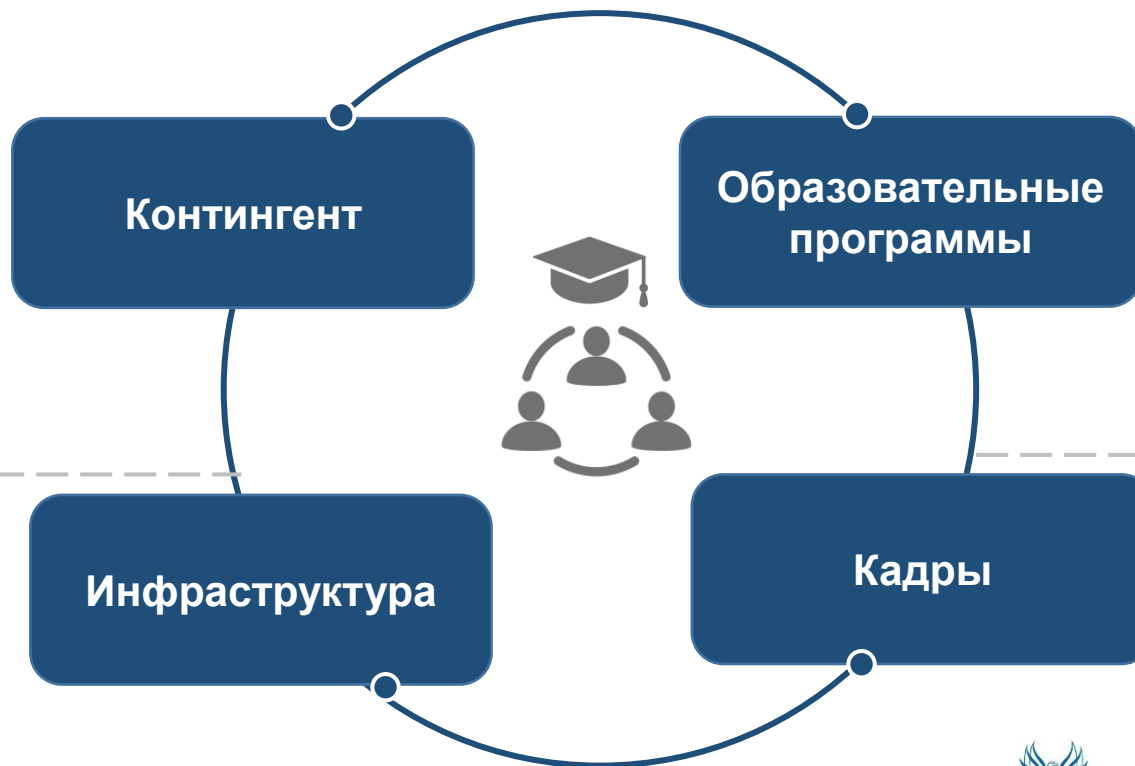 Контингент
Образовательные
программы
Инфраструктура
Кадры